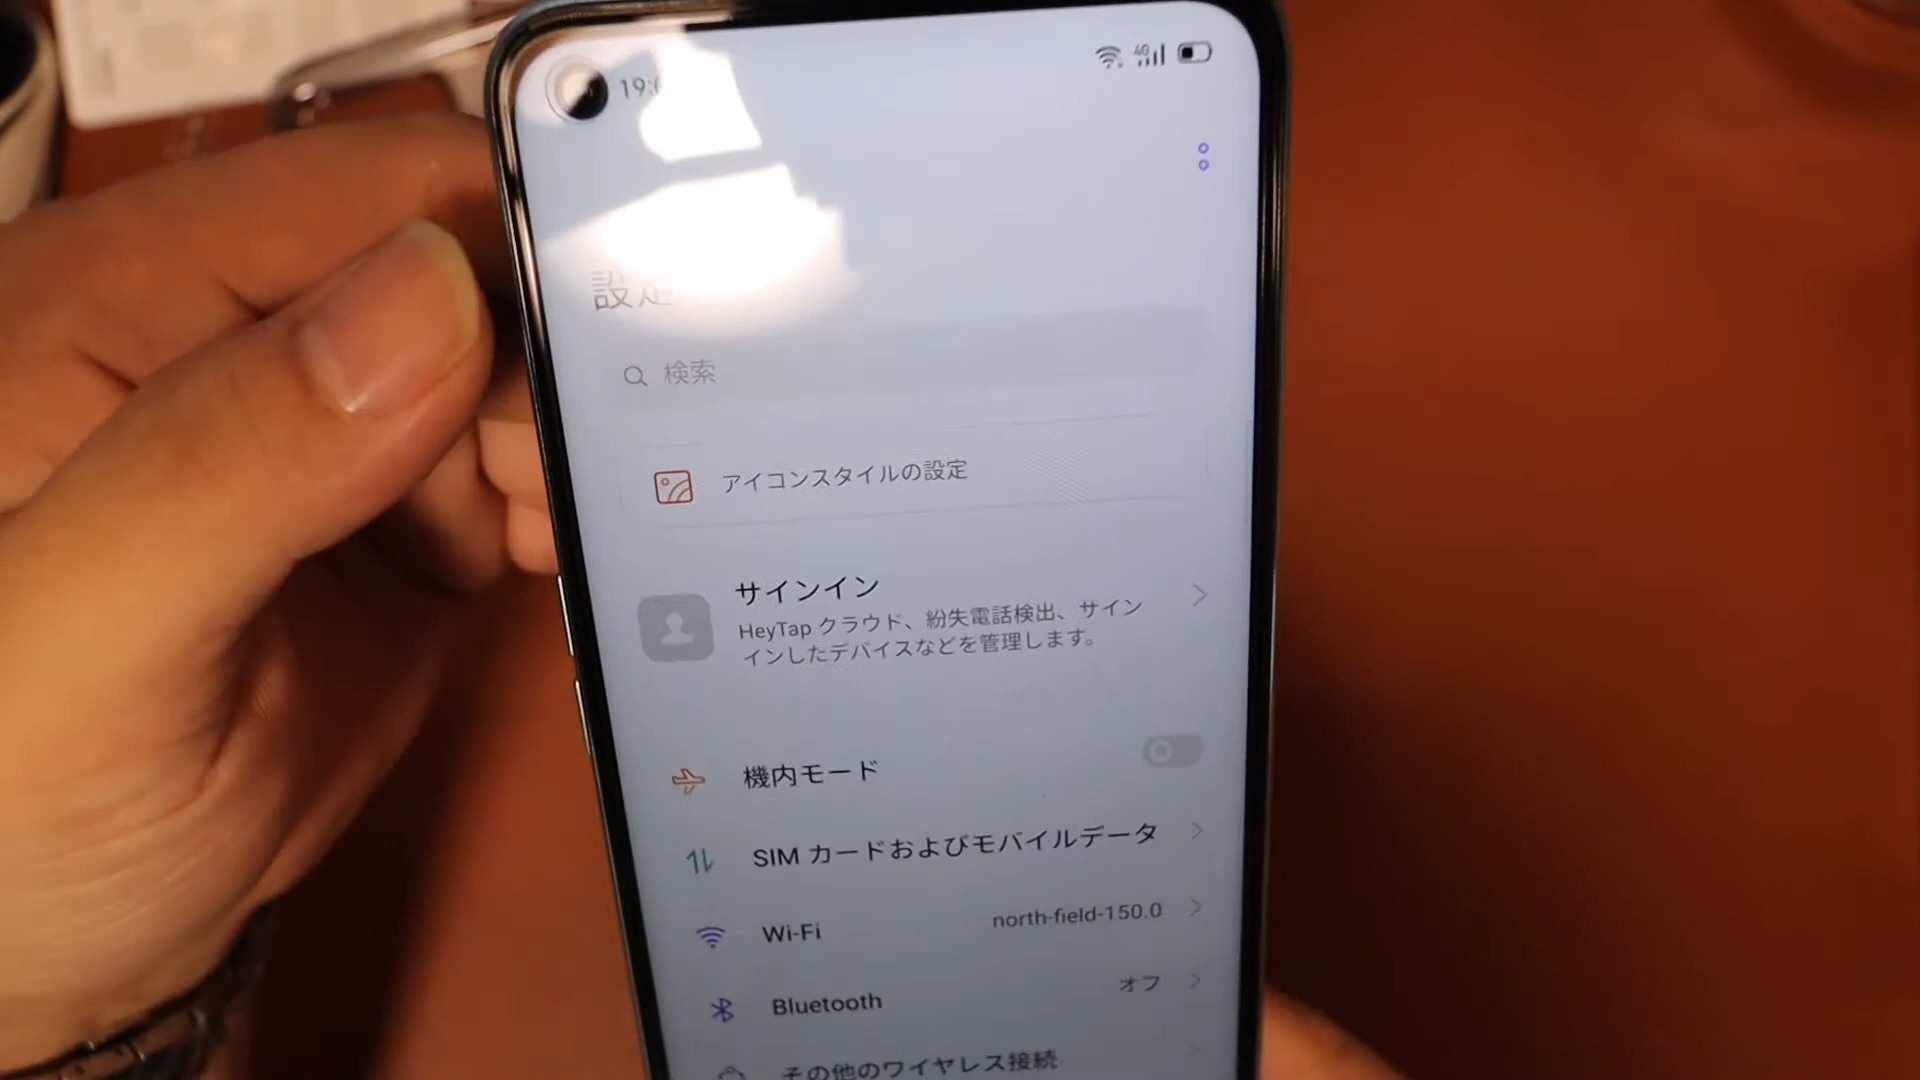 19:
4G
設定
検索
アイコンスタイルの設定
サインイン
HeyTap クラウド、紛失電話検出、サイン
インしたデバイスなどを管理します。
機内モード
SIM カードおよびモバイルデータ
Wi-Fi
north-field-150.0
Bluetooth
オフ
その他のワイヤレス接続